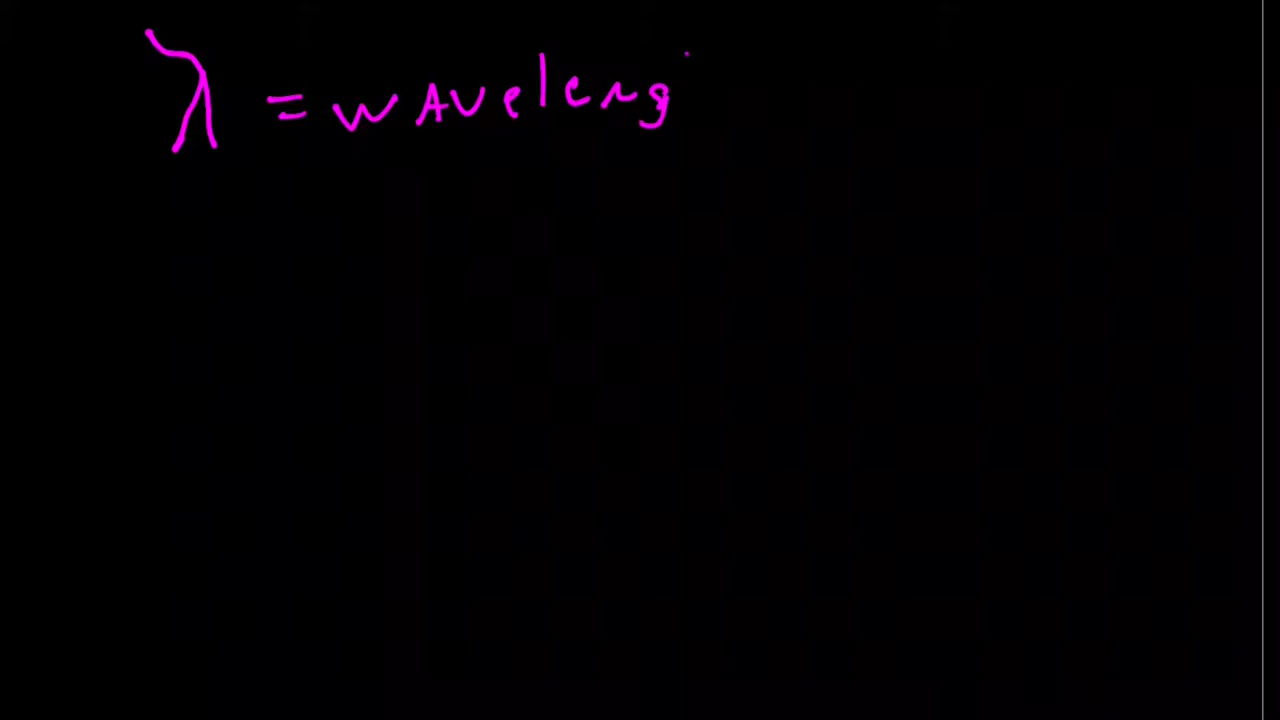 λ = wAveleng